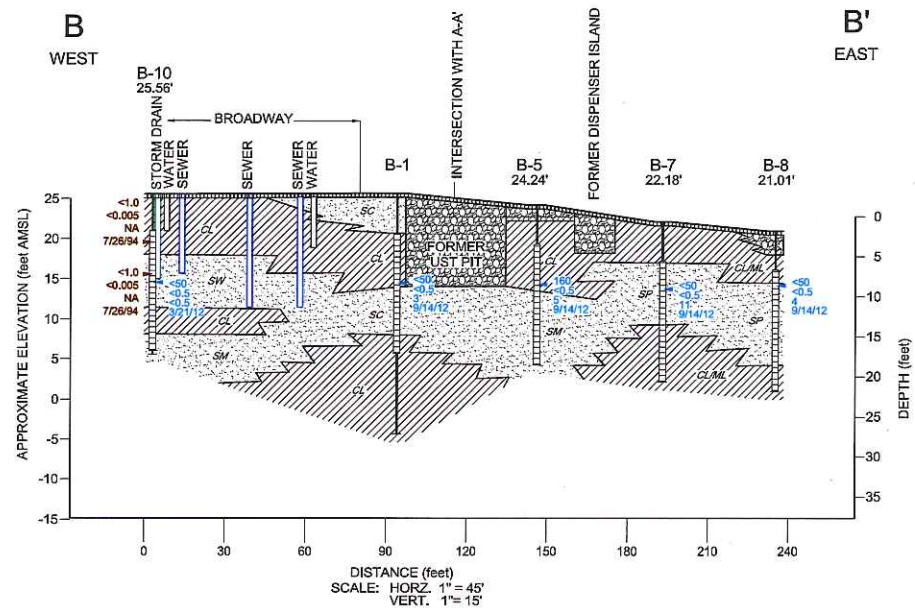 B
WEST
B'
EAST
B-10
25.56'
STORM DRAIN
WATER
SEWER
BROADWAY
SEWER
SEWER
WATER
B-1
INTERSECTION WITH A-A'
B-5
24.24'
FORMER DISPENSER ISLAND
B-7
22.18'
B-8
21.01'
APPROXIMATE ELEVATION (feet AMSL)
25
20
15
10
5
0
-5
-10
-15
<1.0
<0.005
NA
7/26/94
<1.0
<0.005
NA
7/26/94
<50
<0.5
<0.5
3/21/12
CL
SW
CL
SM
SC
CL
SC
CL
FORMER
UST PIT
<50
<0.5
3
9/14/12
CL
160
<0.5
5
9/14/12
SM
SP
<50
<0.5
11
9/14/12
CL/ML
SP
CL/ML
<50
<0.5
4
9/14/12
DEPTH (feet)
0
5
10
15
20
25
30
35
0
30
60
90
120
150
180
210
240
DISTANCE (feet)
SCALE: HORZ. 1" = 45'
VERT. 1"= 15'